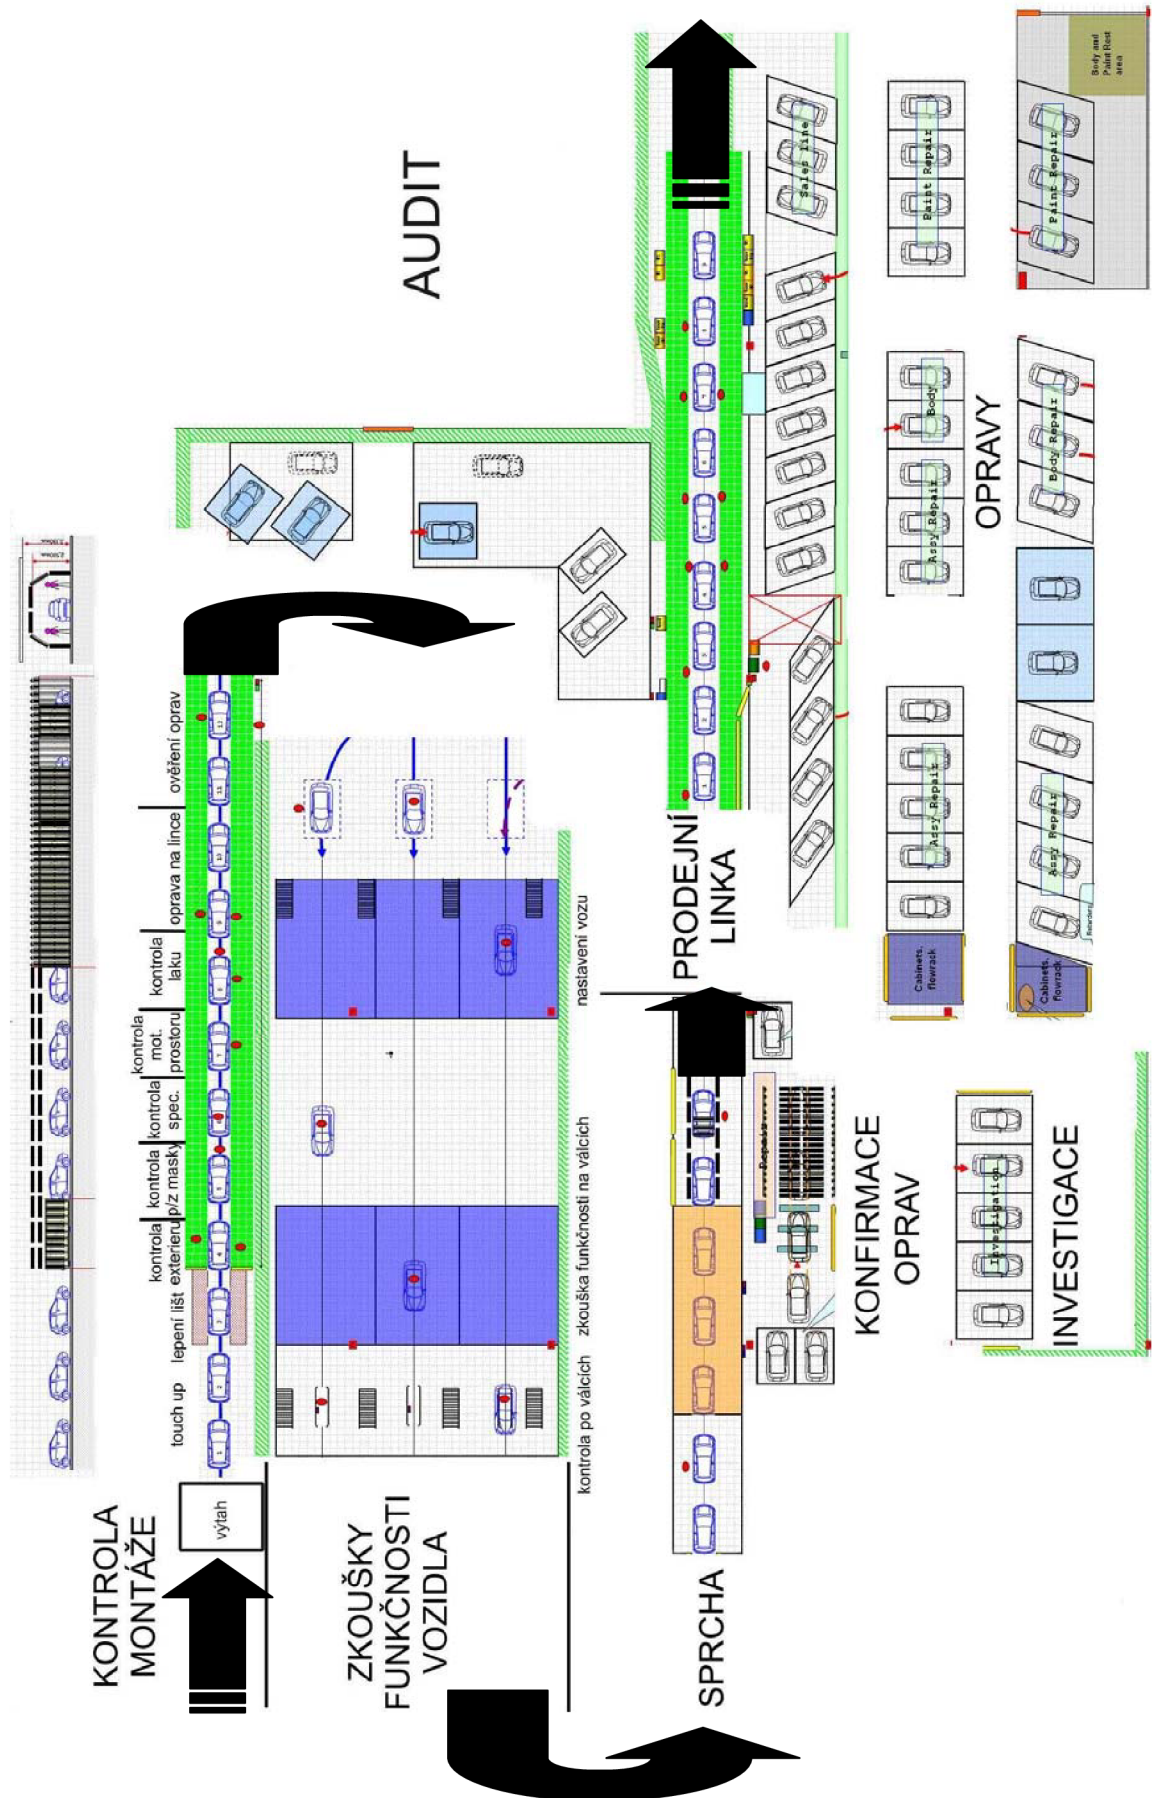 KONTROLA
MONTÁŽE
výtah
touch up
lepení lišt
kontrola
exterieru
kontrola
p/z masky
kontrola
spec.
kontrola
mot.
prostoru
kontrola
laku
oprava na lince
ověření oprav
ZKOUŠKY
FUNKČNOSTI
VOZIDLA
kontrola po válcích
zkouška funkčnosti na válcích
nastavení vozu
AUDIT
SPRCHA
PRODEJNÍ
LINKA
Sales line
Repair
KONFIRMACE
OPRAV
INVESTIGACE
Investigation
OPRAVY
Cabinets,
flowrack
Assy Repair
Assy Repair
Body
Paint Repair
Cabinets,
flowrack
Assy Repair
Body Repair
Paint Repair
Body and
Paint Rest
area